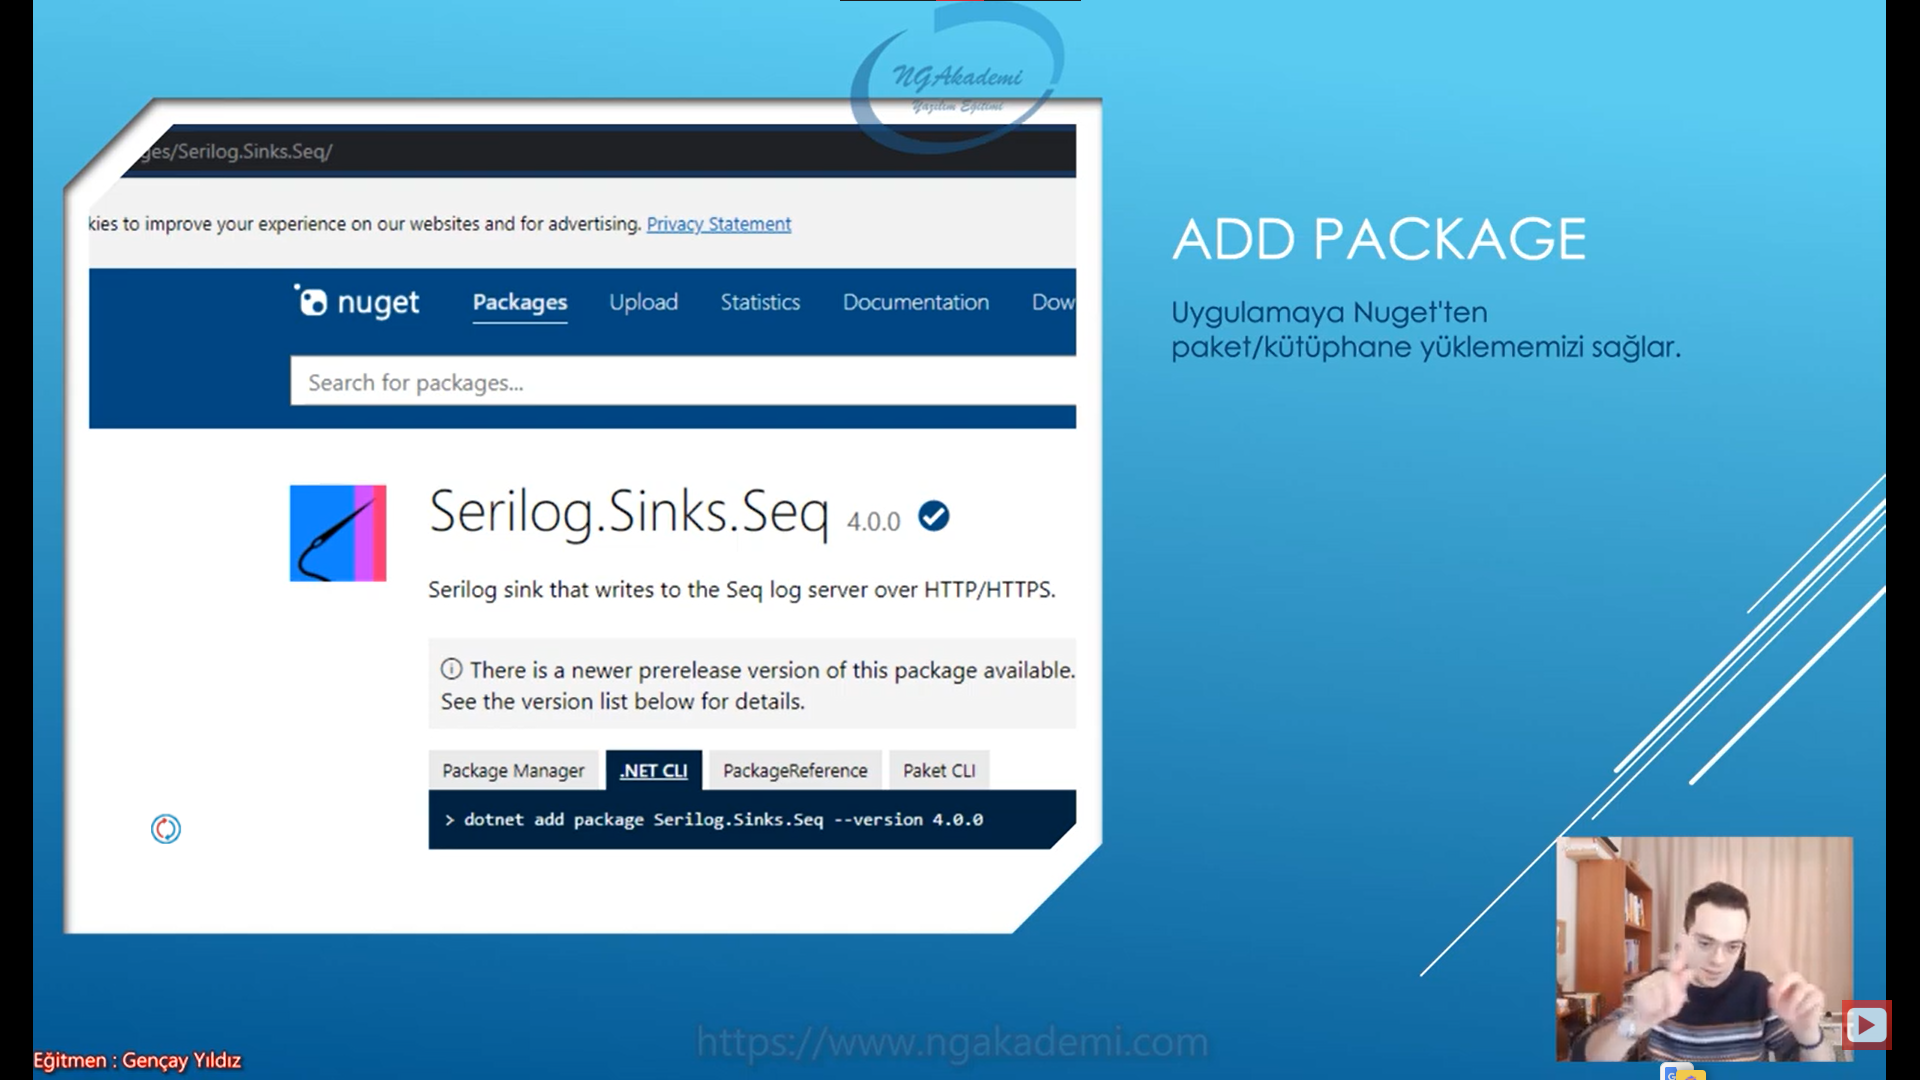 NGAkademi
Yazılım Eğitimi
ges/Serilog.Sinks.Seq/
kies to improve your experience on our websites and for advertising. Privacy Statement
nuget Packages Upload Statistics Documentation Dow
Search for packages...
Serilog.Sinks.Seq 4.0.0
Serilog sink that writes to the Seq log server over HTTP/HTTPS.
There is a newer prerelease version of this package available.
See the version list below for details.
Package Manager .NET CLI PackageReference Paket CLI
> dotnet add package Serilog.Sinks.Seq --version 4.0.0
ADD PACKAGE
Uygulamaya Nuget'ten
paket/kütüphane yüklememizi sağlar.
https://www.ngakademi.com
Eğitmen : Gençay Yıldız